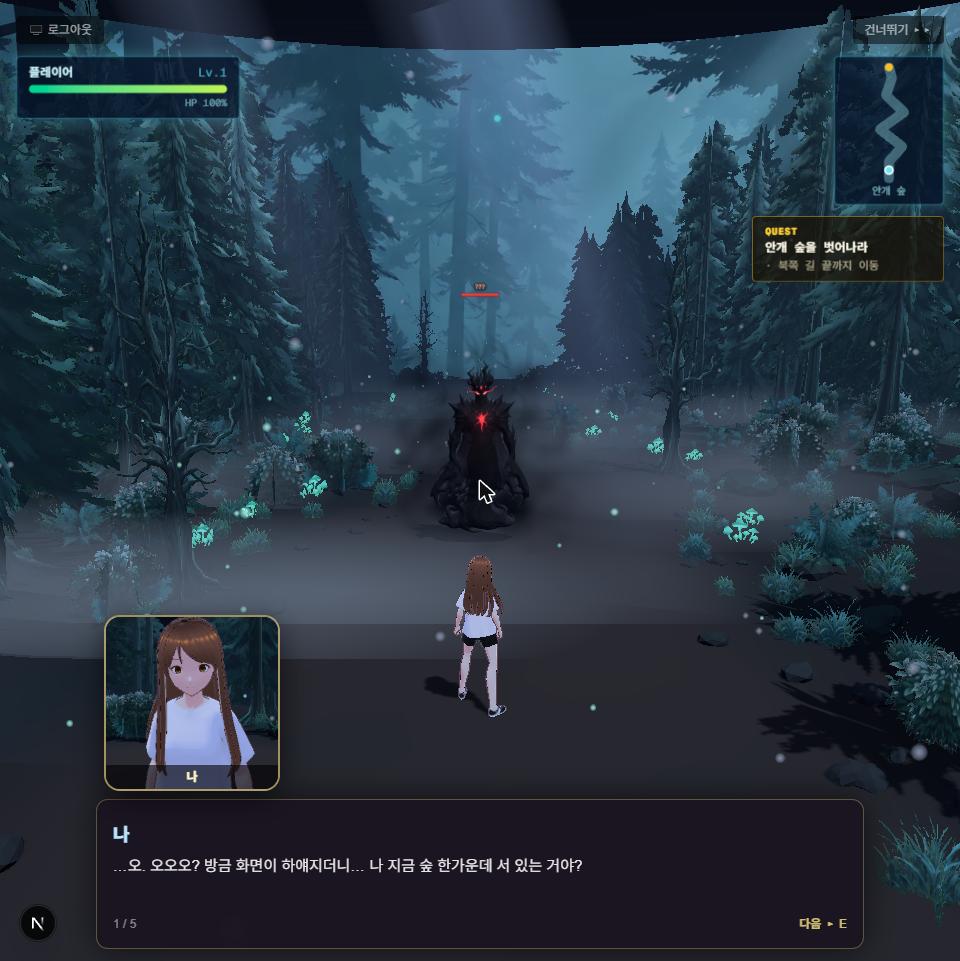 로그아웃
건너뛰기 ▸▸
플레이어 Lv.1
HP 100%
안개 숲
QUEST
안개 숲을 벗어나라
· 북쪽 길 끝까지 이동
???
나
나
…오. 오오오? 방금 화면이 하얘지더니… 나 지금 숲 한가운데 서 있는 거야?
1 / 5
다음 ▸ E
N